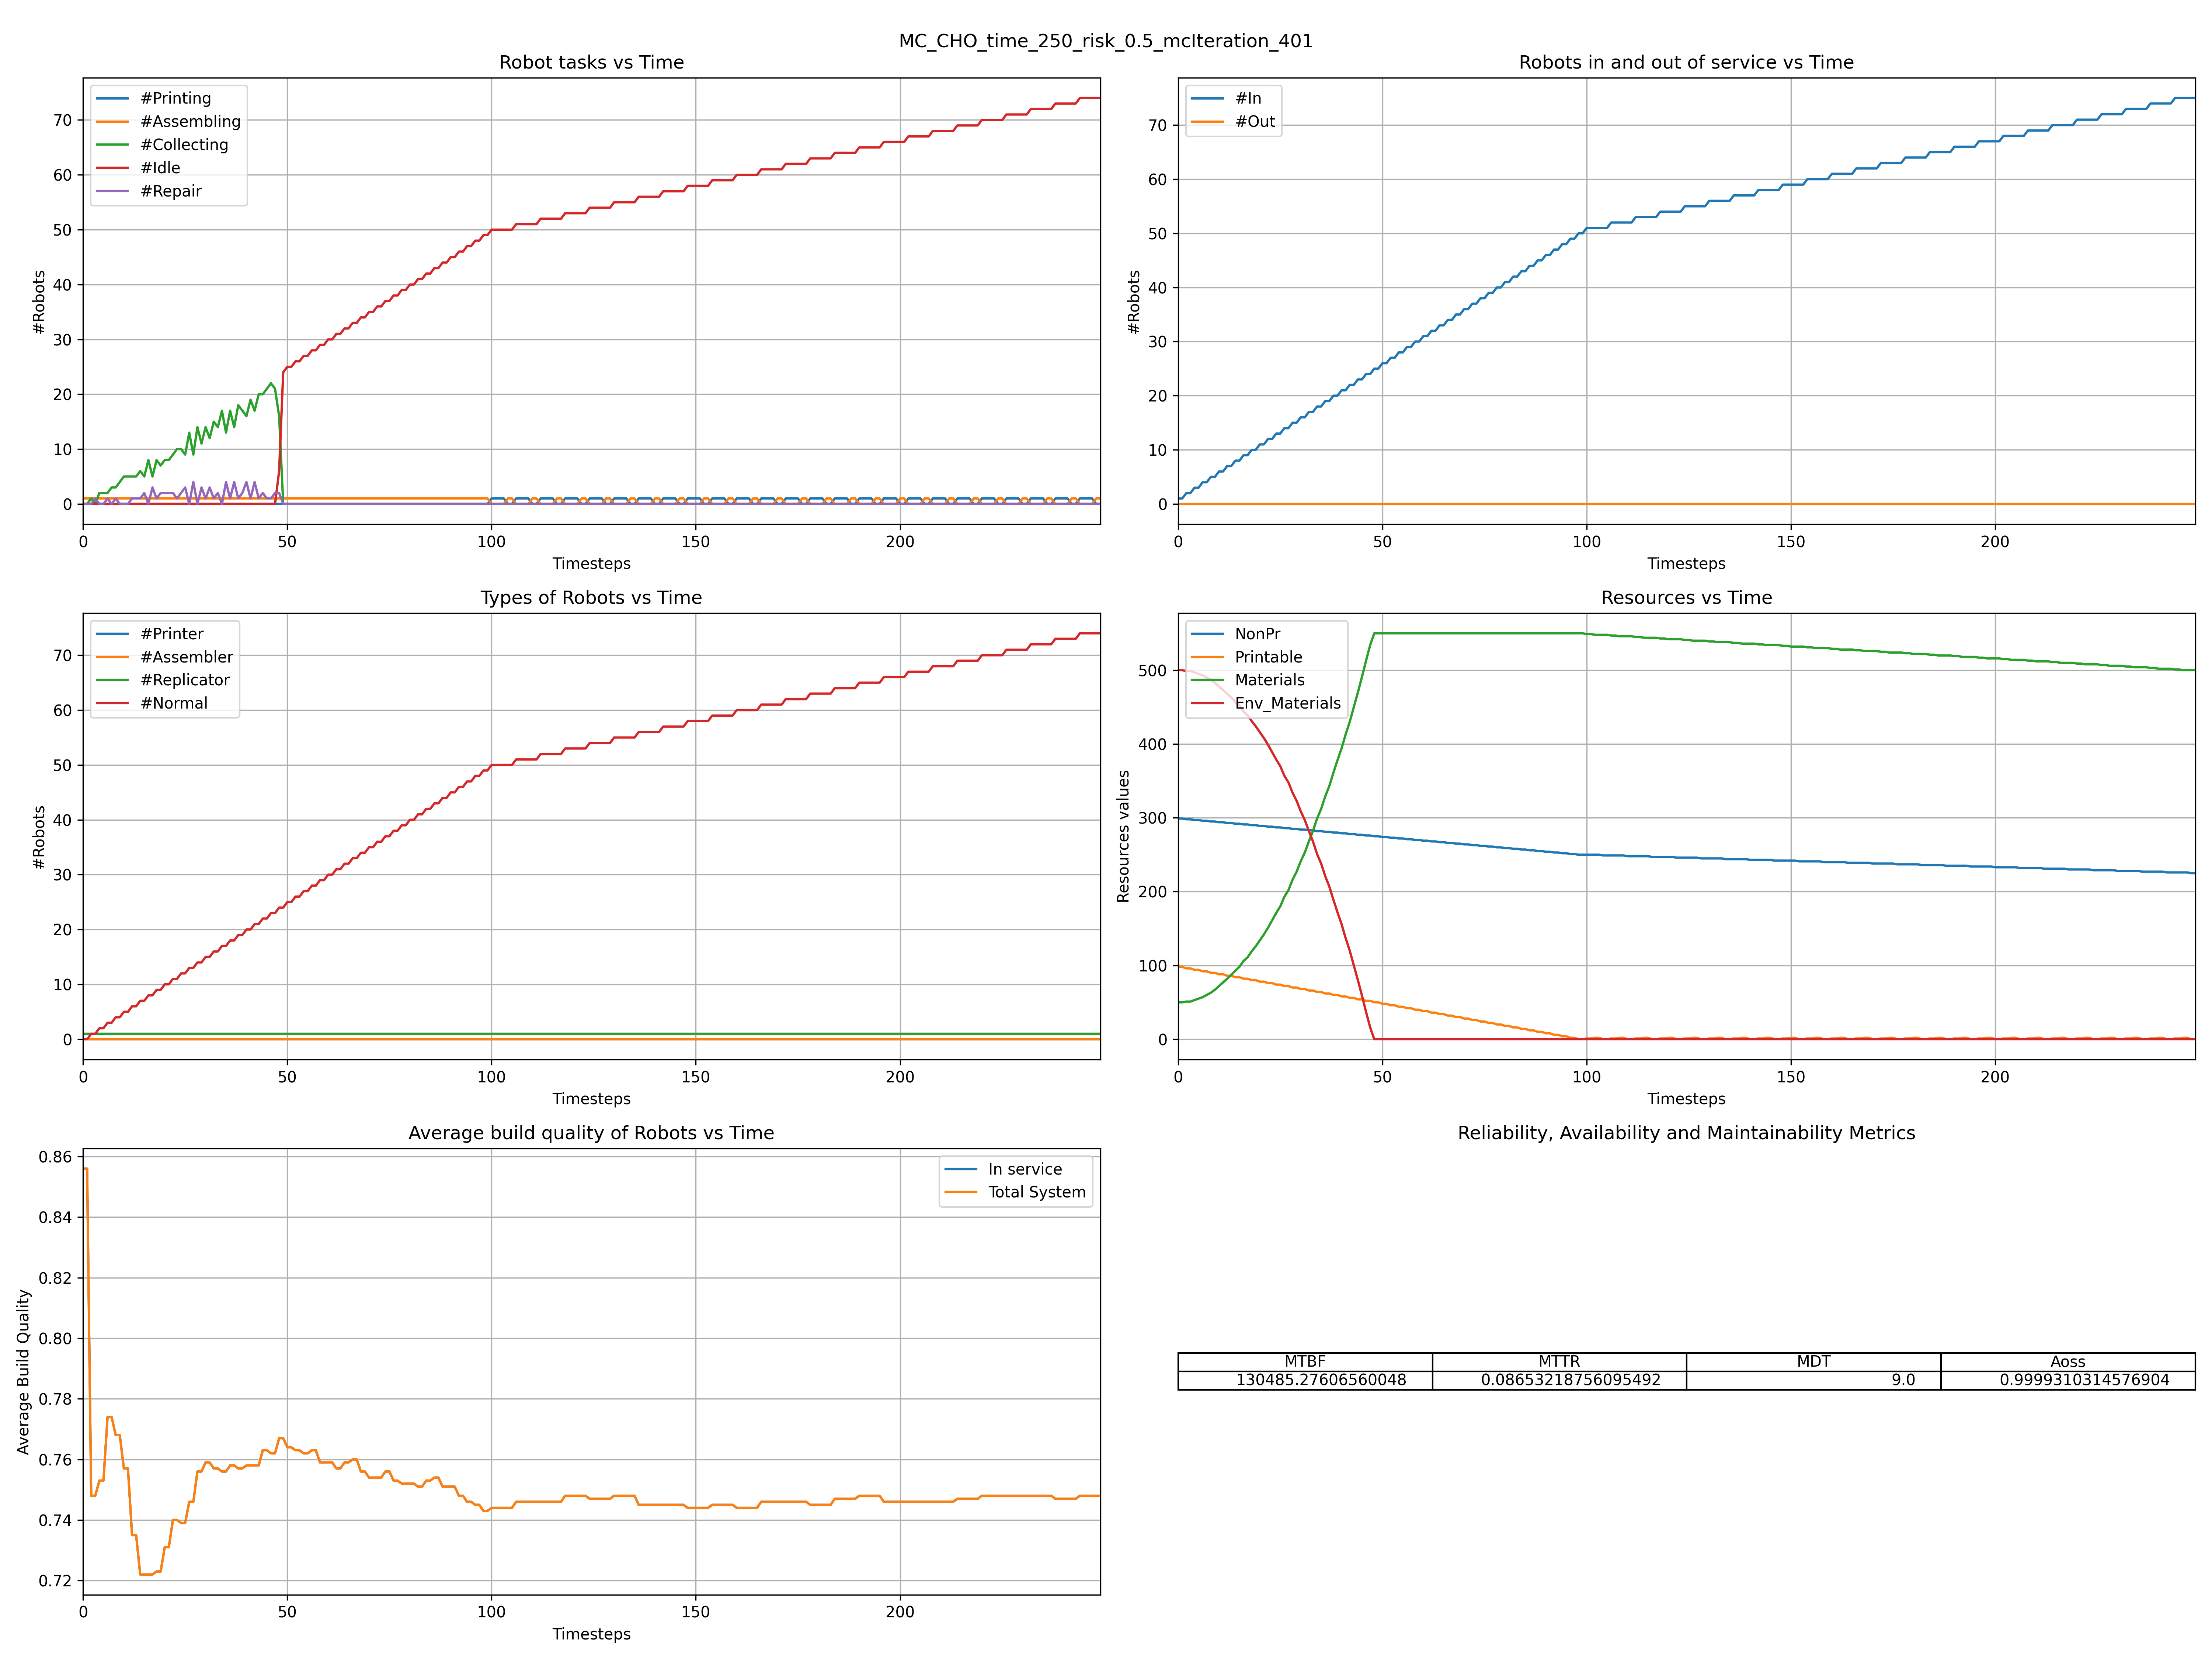 MC_CHO_time_250_risk_0.5_mcIteration_401
Robot tasks vs Time
#Printing
#Assembling
#Collecting
#Idle
#Repair
70
60
50
40
30
20
10
0
#Robots
0 50 100 150 200
Timesteps
Robots in and out of service vs Time
#In
#Out
70
60
50
40
30
20
10
0
#Robots
0 50 100 150 200
Timesteps
Types of Robots vs Time
#Printer
#Assembler
#Replicator
#Normal
70
60
50
40
30
20
10
0
#Robots
0 50 100 150 200
Timesteps
Resources vs Time
NonPr
Printable
Materials
Env_Materials
500
400
300
200
100
0
Resources values
0 50 100 150 200
Timesteps
Average build quality of Robots vs Time
In service
Total System
0.86
0.84
0.82
0.80
0.78
0.76
0.74
0.72
Average Build Quality
0 50 100 150 200
Timesteps
Reliability, Availability and Maintainability Metrics
MTBF MTTR MDT Aoss
130485.27606560048 0.08653218756095492 9.0 0.9999310314576904